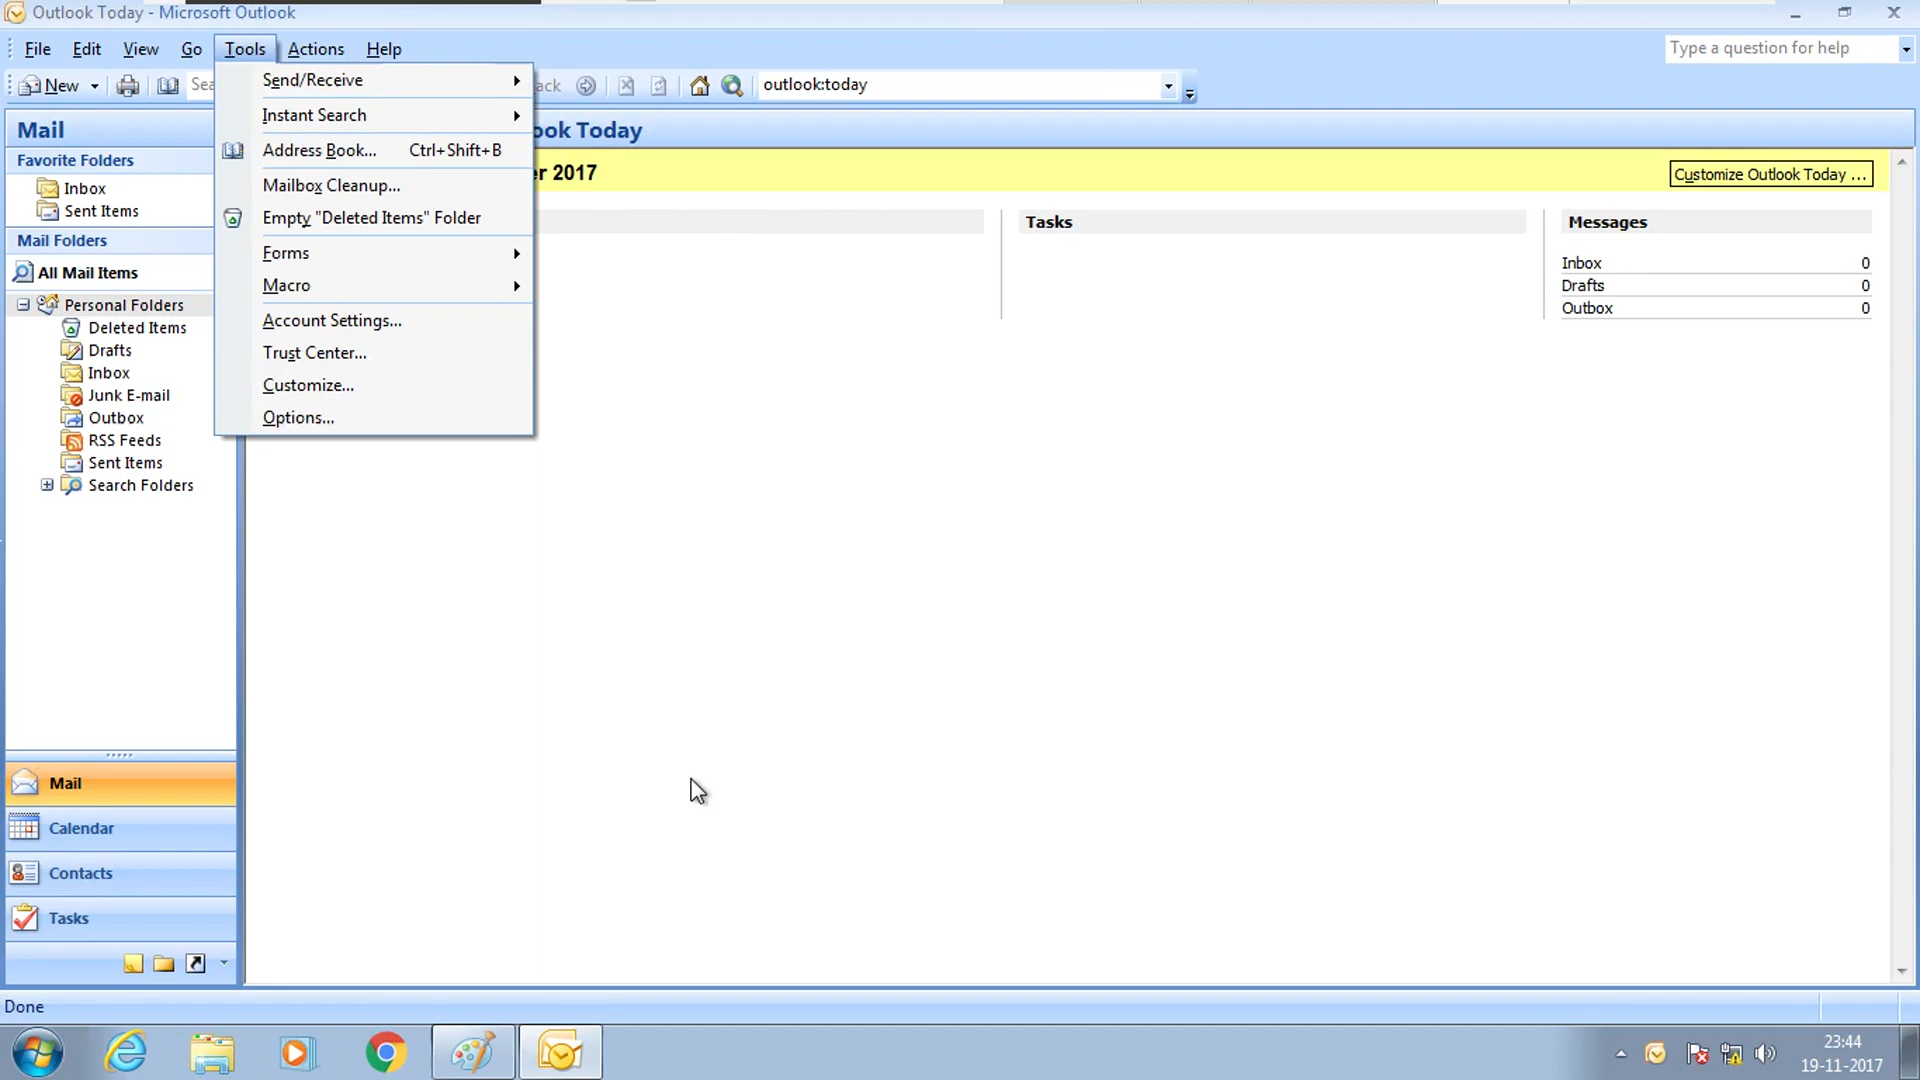 Outlook Today - Microsoft Outlook
File Edit View Go Tools Actions Help
Type a question for help
New
outlook:today
Send/Receive
Instant Search
Address Book... Ctrl+Shift+B
Mailbox Cleanup...
Empty "Deleted Items" Folder
Forms
Macro
Account Settings...
Trust Center...
Customize...
Options...
Mail
Favorite Folders
Inbox
Sent Items
Mail Folders
All Mail Items
Personal Folders
Deleted Items
Drafts
Inbox
Junk E-mail
Outbox
RSS Feeds
Sent Items
Search Folders
ook Today
er 2017
Customize Outlook Today ...
Tasks
Messages
Inbox 0
Drafts 0
Outbox 0
Mail
Calendar
Contacts
Tasks
Done
23:44
19-11-2017